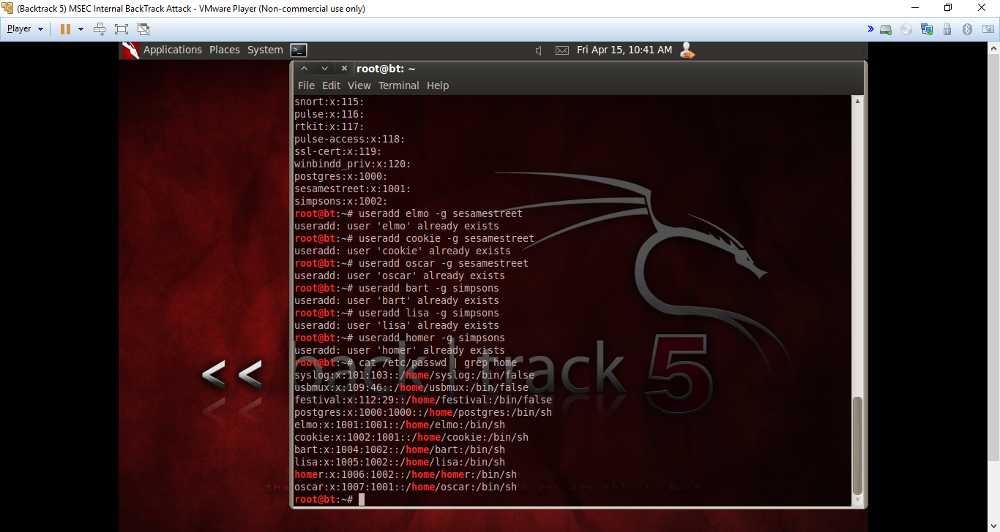 (Backtrack 5) MSEC Internal BackTrack Attack - VMware Player (Non-commercial use only)
Player
Applications Places System Fri Apr 15, 10:41 AM
root@bt: ~
File Edit View Terminal Help
snort:x:115:
pulse:x:116:
rtkit:x:117:
pulse-access:x:118:
ssl-cert:x:119:
winbindd_priv:x:120:
postgres:x:1000:
sesamestreet:x:1001:
simpsons:x:1002:
root@bt:~# useradd elmo -g sesamestreet
useradd: user 'elmo' already exists
root@bt:~# useradd cookie -g sesamestreet
useradd: user 'cookie' already exists
root@bt:~# useradd oscar -g sesamestreet
useradd: user 'oscar' already exists
root@bt:~# useradd bart -g simpsons
useradd: user 'bart' already exists
root@bt:~# useradd lisa -g simpsons
useradd: user 'lisa' already exists
root@bt:~# useradd homer -g simpsons
useradd: user 'homer' already exists
root@bt:~# cat /etc/passwd | grep home
syslog:x:101:103::/home/syslog:/bin/false
usbmux:x:109:46::/home/usbmux:/bin/false
festival:x:112:29::/home/festival:/bin/false
postgres:x:1000:1000::/home/postgres:/bin/sh
elmo:x:1001:1001::/home/elmo:/bin/sh
cookie:x:1002:1001::/home/cookie:/bin/sh
bart:x:1004:1002::/home/bart:/bin/sh
lisa:x:1005:1002::/home/lisa:/bin/sh
homer:x:1006:1002::/home/homer:/bin/sh
oscar:x:1007:1001::/home/oscar:/bin/sh
root@bt:~#
<< back | track 5
the you are able to hear